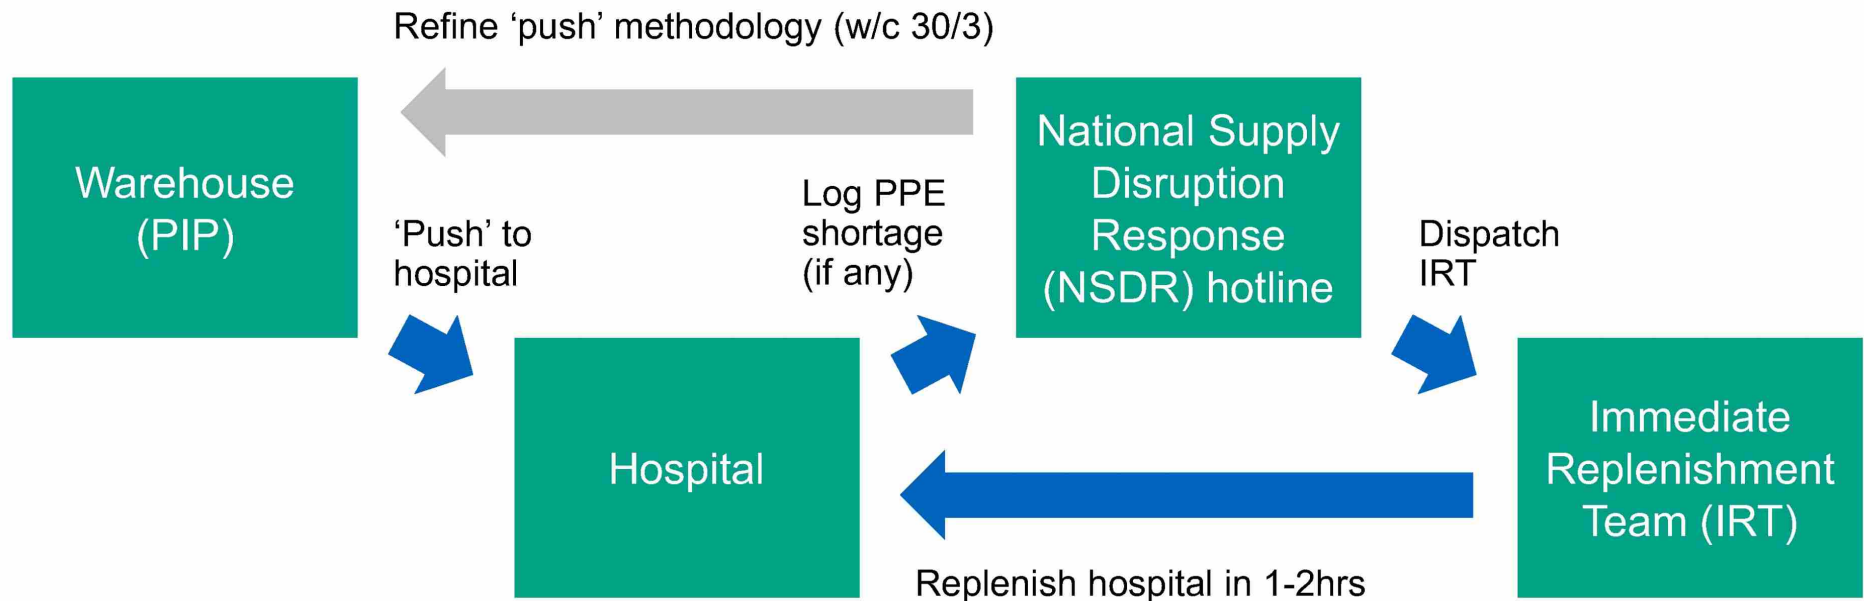 Refine ‘push’ methodology (w/c 30/3)
Warehouse
(PIP)
‘Push’ to
hospital
Hospital
Log PPE
shortage
(if any)
National Supply
Disruption
Response
(NSDR) hotline
Dispatch
IRT
Immediate
Replenishment
Team (IRT)
Replenish hospital in 1-2hrs